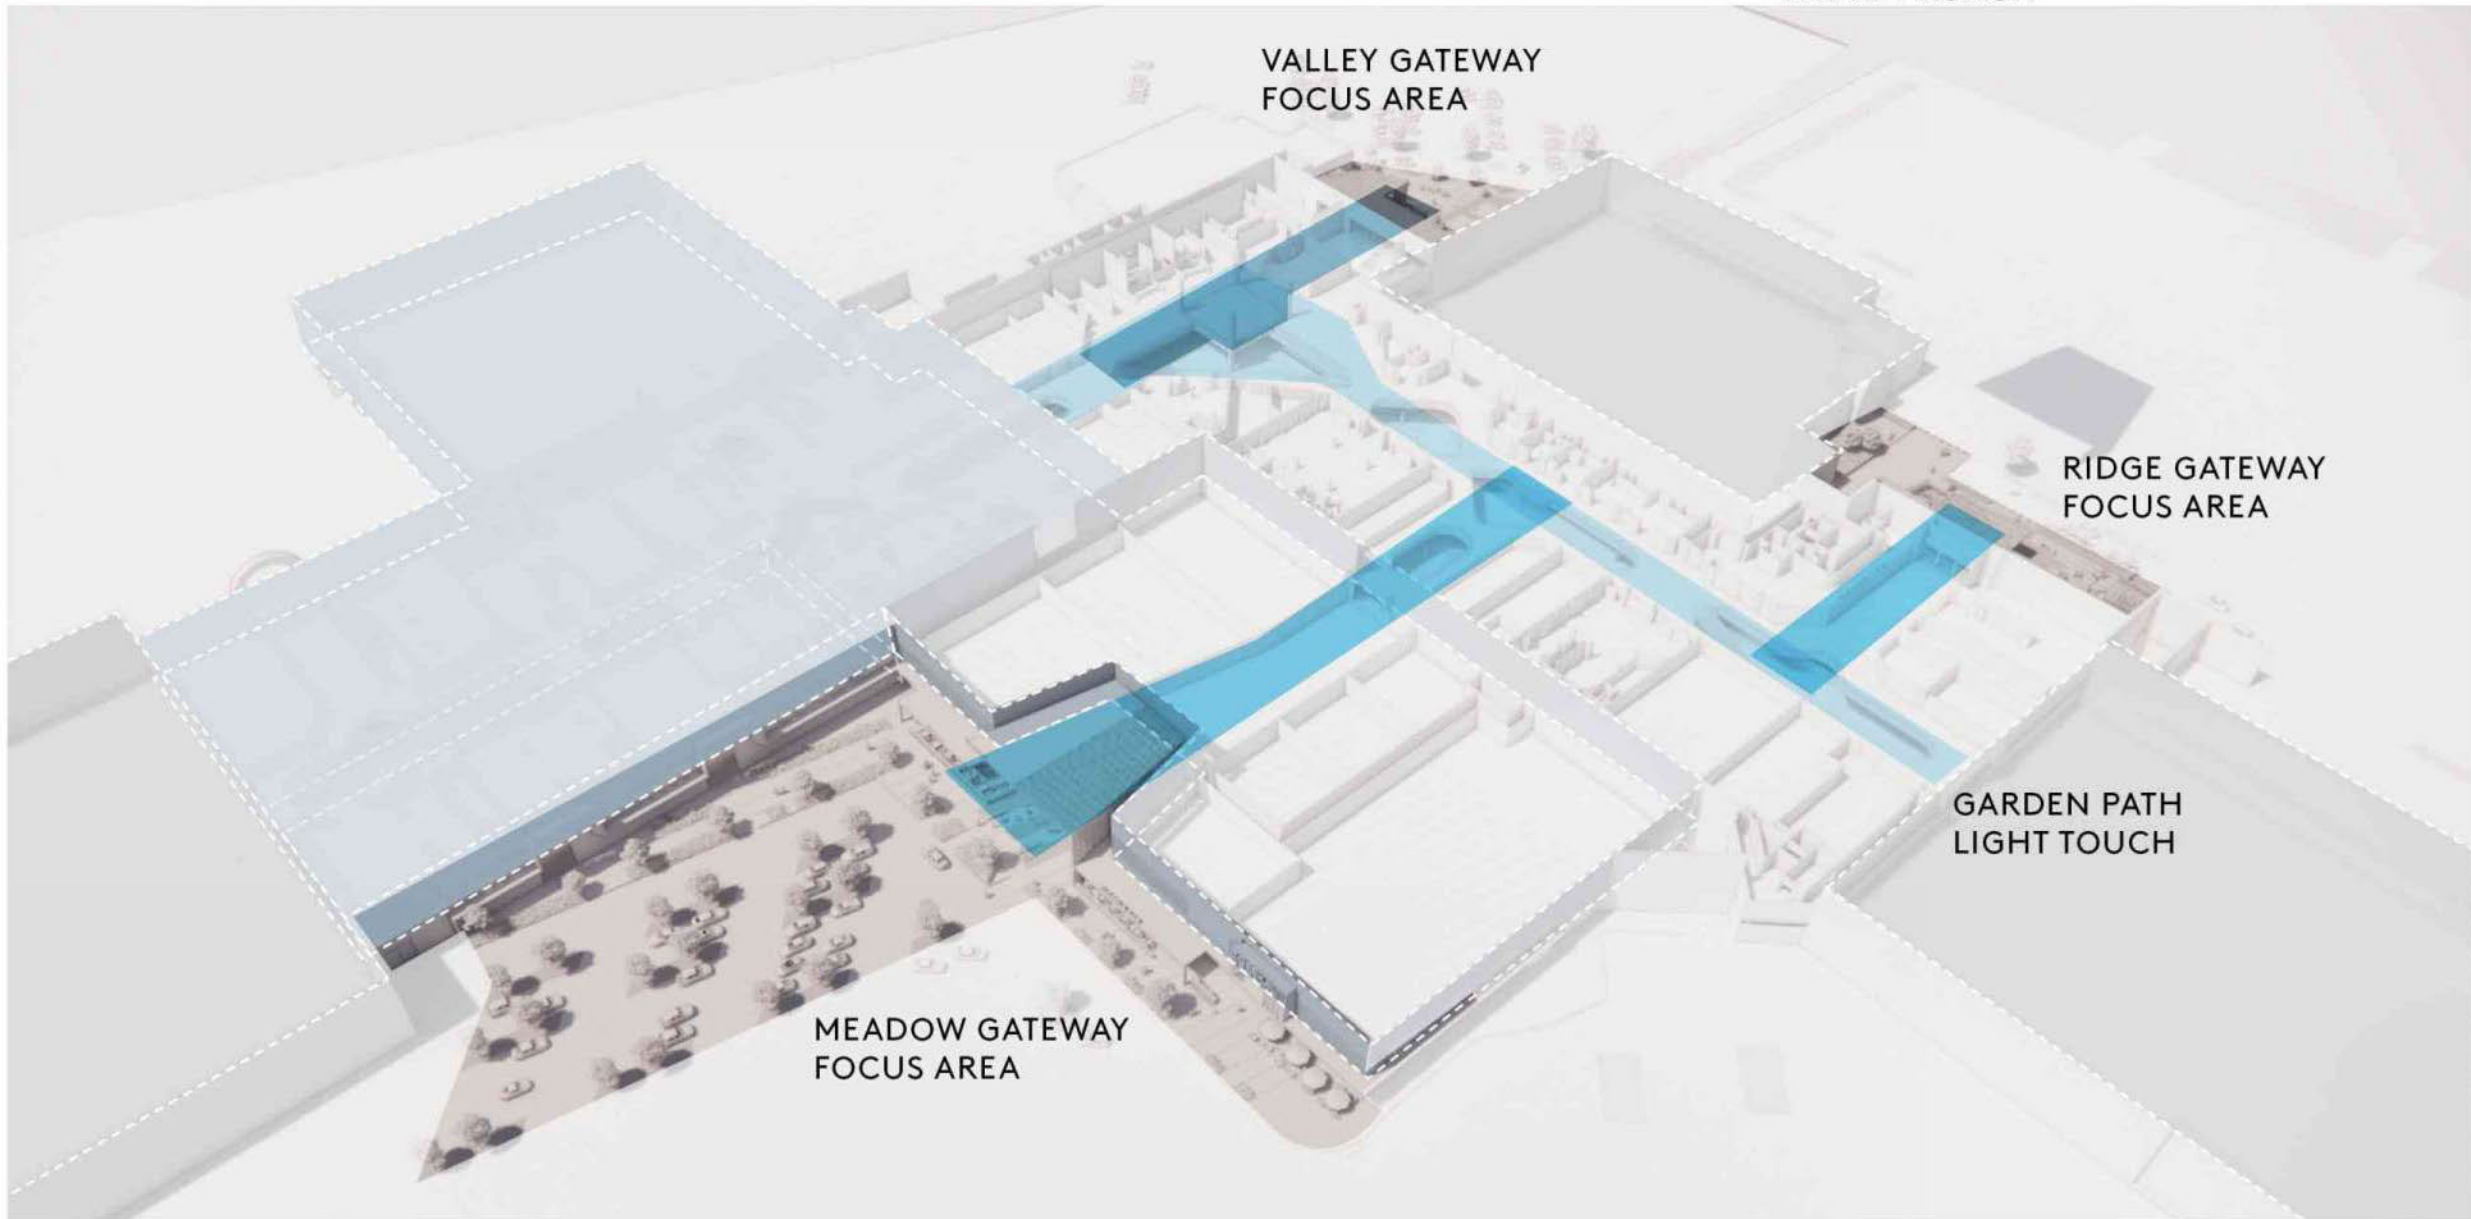 VALLEY GATEWAY
FOCUS AREA
RIDGE GATEWAY
FOCUS AREA
GARDEN PATH
LIGHT TOUCH
MEADOW GATEWAY
FOCUS AREA